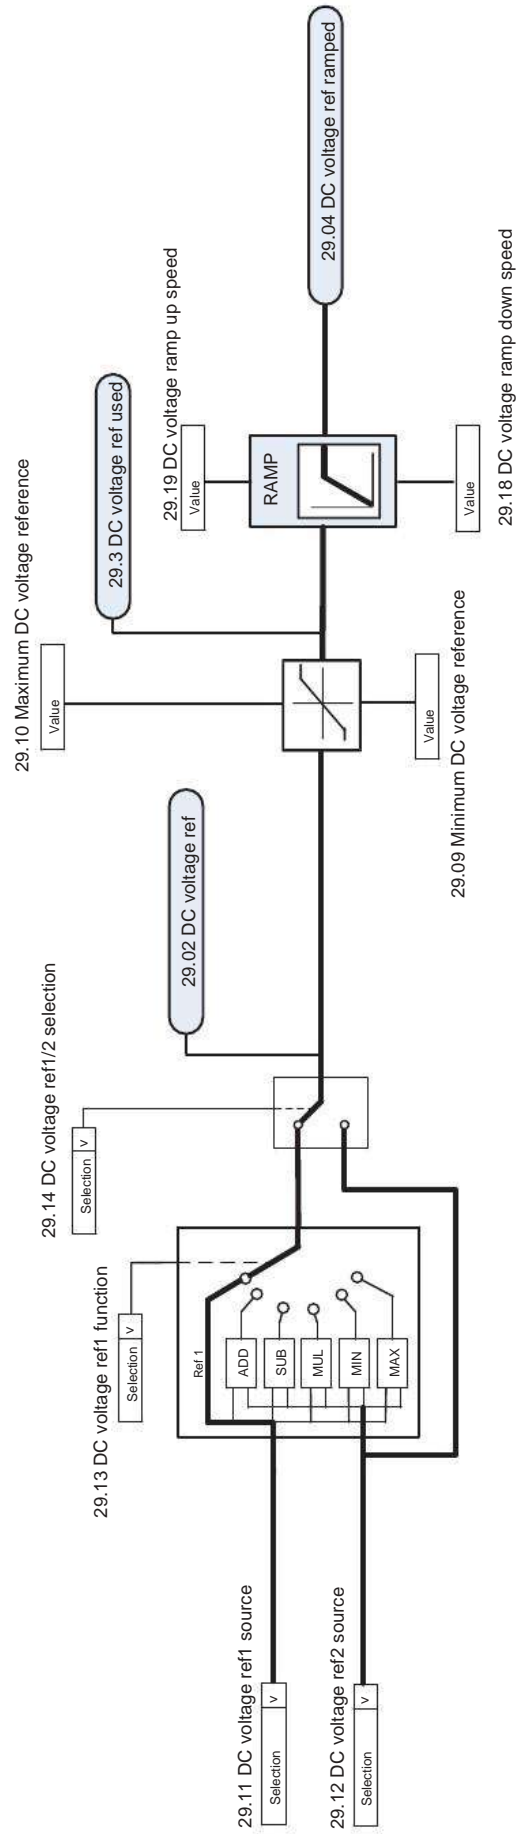 29.11 DC voltage ref1 source
Selection
v
29.12 DC voltage ref2 source
Selection
v
29.13 DC voltage ref1 function
Selection
v
Ref 1
ADD
SUB
MUL
MIN
MAX
29.14 DC voltage ref1/2 selection
Selection
v
29.02 DC voltage ref
29.10 Maximum DC voltage reference
Value
29.09 Minimum DC voltage reference
Value
29.3 DC voltage ref used
29.19 DC voltage ramp up speed
Value
RAMP
Value
29.18 DC voltage ramp down speed
29.04 DC voltage ref ramped